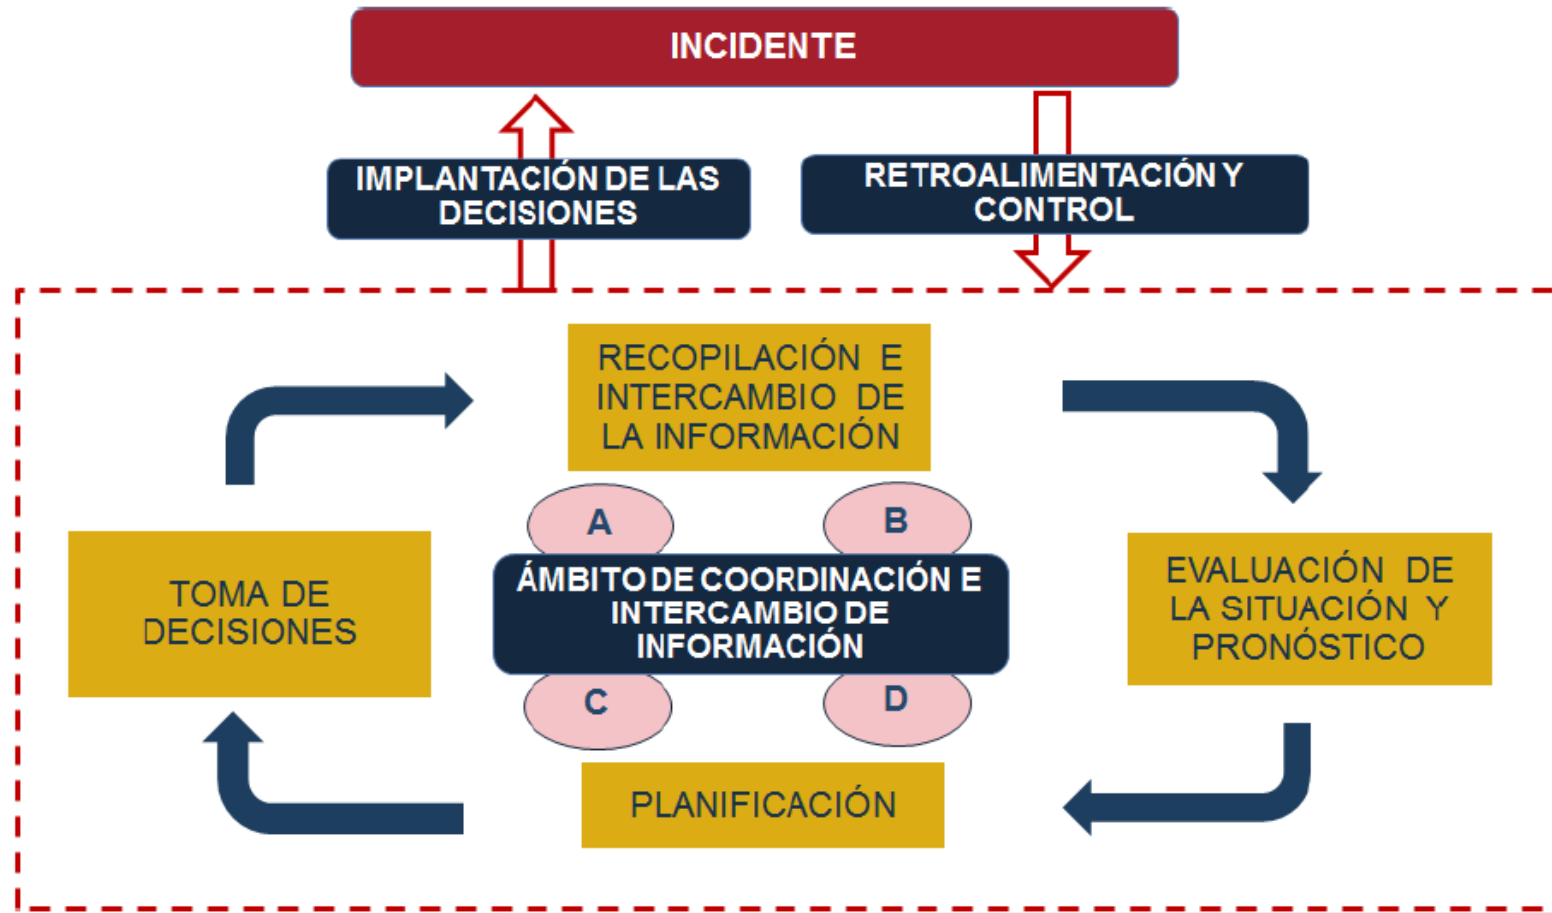 INCIDENTE
IMPLANTACIÓN DE LAS
DECISIONES
RETROALIMENTACIÓN Y
CONTROL
RECOPILACIÓN E
INTERCAMBIO DE
LA INFORMACIÓN
A
B
TOMA DE
DECISIONES
ÁMBITO DE COORDINACIÓN E
INTERCAMBIO DE
INFORMACIÓN
EVALUACIÓN DE
LA SITUACIÓN Y
PRONÓSTICO
C
D
PLANIFICACIÓN